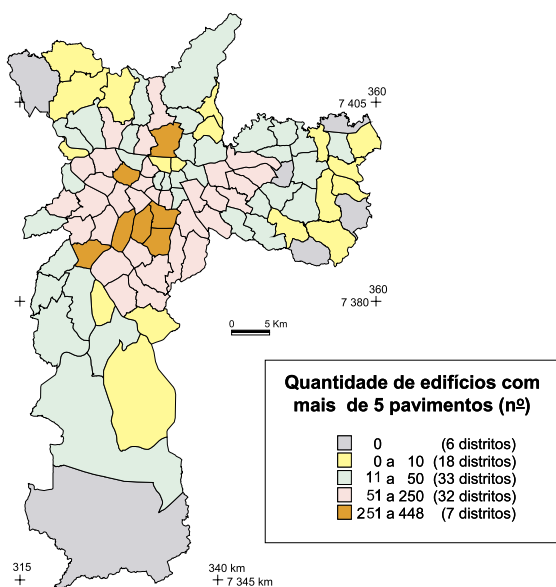 360
7 405
360
7 380
0 5 Km
Quantidade de edifícios com
mais de 5 pavimentos (nº)
0 (6 distritos)
0 a 10 (18 distritos)
11 a 50 (33 distritos)
51 a 250 (32 distritos)
251 a 448 (7 distritos)
315
340 km
7 345 km